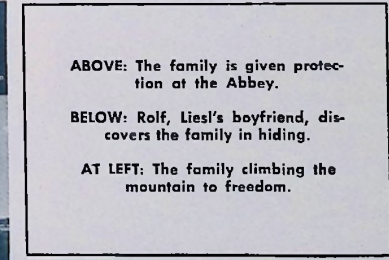 ABOVE: The family is given protec-
tion at the Abbey.
BELOW: Rolf, Liesl's boyfriend, dis-
covers the family in hiding.
AT LEFT: The family climbing the
mountain to freedom.